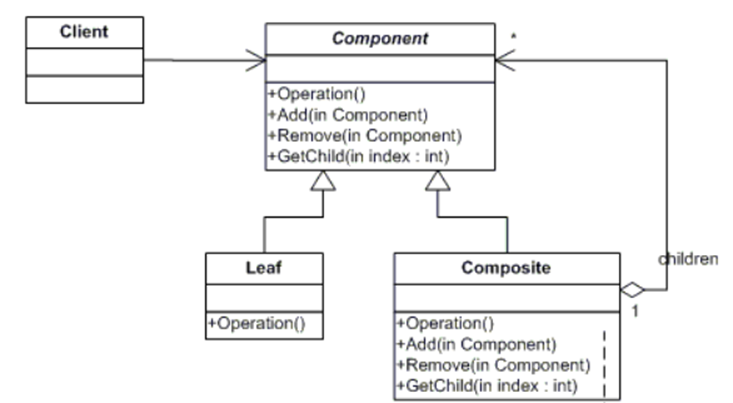 Client
Component
*
+Operation()
+Add(in Component)
+Remove(in Component)
+GetChild(in index : int)
children
Leaf
+Operation()
Composite
1
+Operation()
+Add(in Component)
+Remove(in Component)
+GetChild(in index : int)